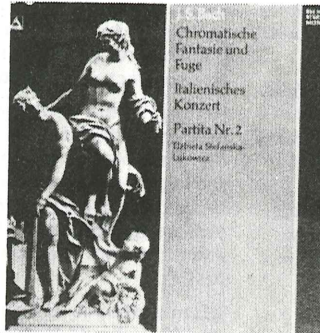 J.S. Bach
Chromatische
Fantasie und
Fuge
Italienisches
Konzert
Partita Nr. 2
Elżbieta Stefańska-
Łukowicz